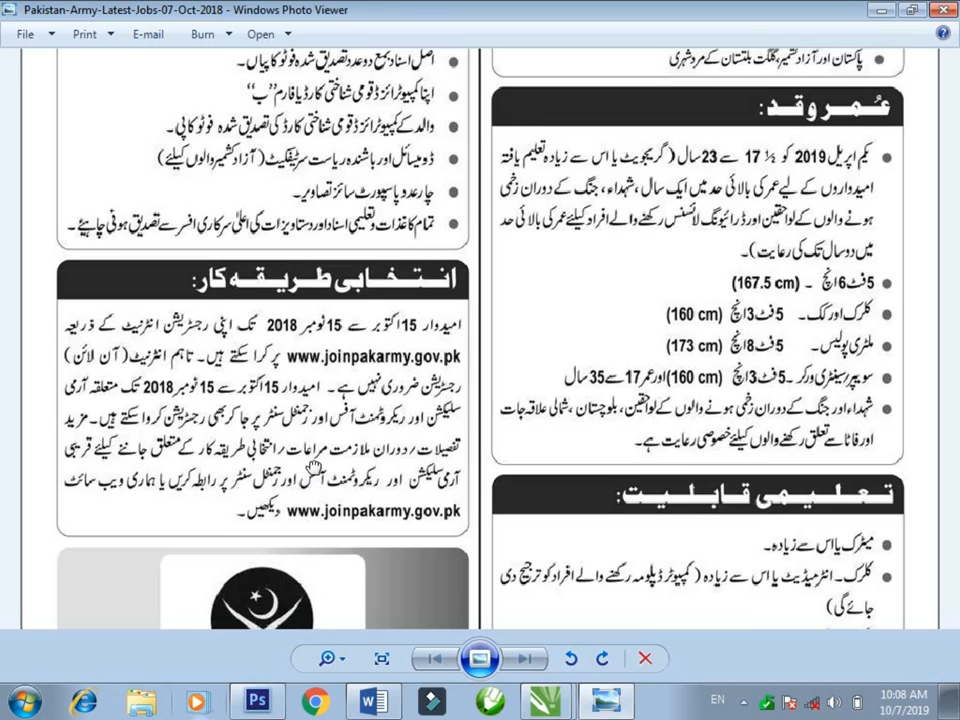 Pakistan-Army-Latest-Jobs-07-Oct-2018 - Windows Photo Viewer
File Print E-mail Burn Open
پاکستان اور آزاد کشمیر، گلگت بلتستان کے مرد شہری
عُمر و قد:
یکم اپریل 2019 کو ½ 17 سے 23 سال (گریجویٹ یا اس سے زیادہ تعلیم یافتہ
امیدواروں کے لیے عمر کی بالائی حد میں ایک سال، شہداء، جنگ کے دوران زخمی
ہونے والوں کے لواحقین اور ڈرائیونگ لائسنس رکھنے والے افراد کیلئے عمر کی بالائی حد
میں دو سال تک کی رعایت)۔
5 فٹ 6 انچ ۔ (167.5 cm)
کلرک اور کک۔ 5 فٹ 3 انچ (160 cm)
ملٹری پولیس۔ 5 فٹ 8 انچ (173 cm)
سویپر/سینٹری ورکر۔ 5 فٹ 3 انچ (160 cm) اور عمر 17 سے 35 سال
شہداء اور جنگ کے دوران زخمی ہونے والوں کے لواحقین، بلوچستان، شمالی علاقہ جات
اور فاٹا سے تعلق رکھنے والوں کیلئے خصوصی رعایت ہے۔
تعلیمی قابلیت:
میٹرک یا اس سے زیادہ۔
کلرک۔ انٹرمیڈیٹ یا اس سے زیادہ (کمپیوٹر ڈپلومہ رکھنے والے افراد کو ترجیح دی
جائے گی)
اصل اسناد بمع دو عدد تصدیق شدہ فوٹو کاپیاں۔
اپنا کمپیوٹرائزڈ قومی شناختی کارڈ یا فارم "ب"
والد کے کمپیوٹرائزڈ قومی شناختی کارڈ کی تصدیق شدہ فوٹو کاپی۔
ڈومیسائل اور باشندہ ریاست سرٹیفکیٹ (آزاد کشمیر والوں کیلئے)
چار عدد پاسپورٹ سائز تصاویر۔
تمام کاغذات و تعلیمی اسناد اور دستاویزات کی اعلیٰ سرکاری افسر سے تصدیق ہونی چاہیئے۔
انتخابی طریقہ کار:
امیدوار 15 اکتوبر سے 15 نومبر 2018 تک اپنی رجسٹریشن انٹرنیٹ کے ذریعہ
www.joinpakarmy.gov.pk پر کرا سکتے ہیں۔ تاہم انٹرنیٹ (آن لائن)
رجسٹریشن ضروری نہیں ہے۔ امیدوار 15 اکتوبر سے 15 نومبر 2018 تک متعلقہ آرمی
سلیکشن اور ریکروٹمنٹ آفس اور رجمنٹل سنٹر پر جا کر بھی رجسٹریشن کروا سکتے ہیں۔ مزید
تفصیلات/دوران ملازمت مراعات/انتخابی طریقہ کار کے متعلق جاننے کیلئے قریبی
آرمی سلیکشن اور ریکروٹمنٹ آفس اور رجمنٹل سنٹر پر رابطہ کریں یا ہماری ویب سائٹ
www.joinpakarmy.gov.pk دیکھیں۔
EN
10:08 AM
10/7/2019